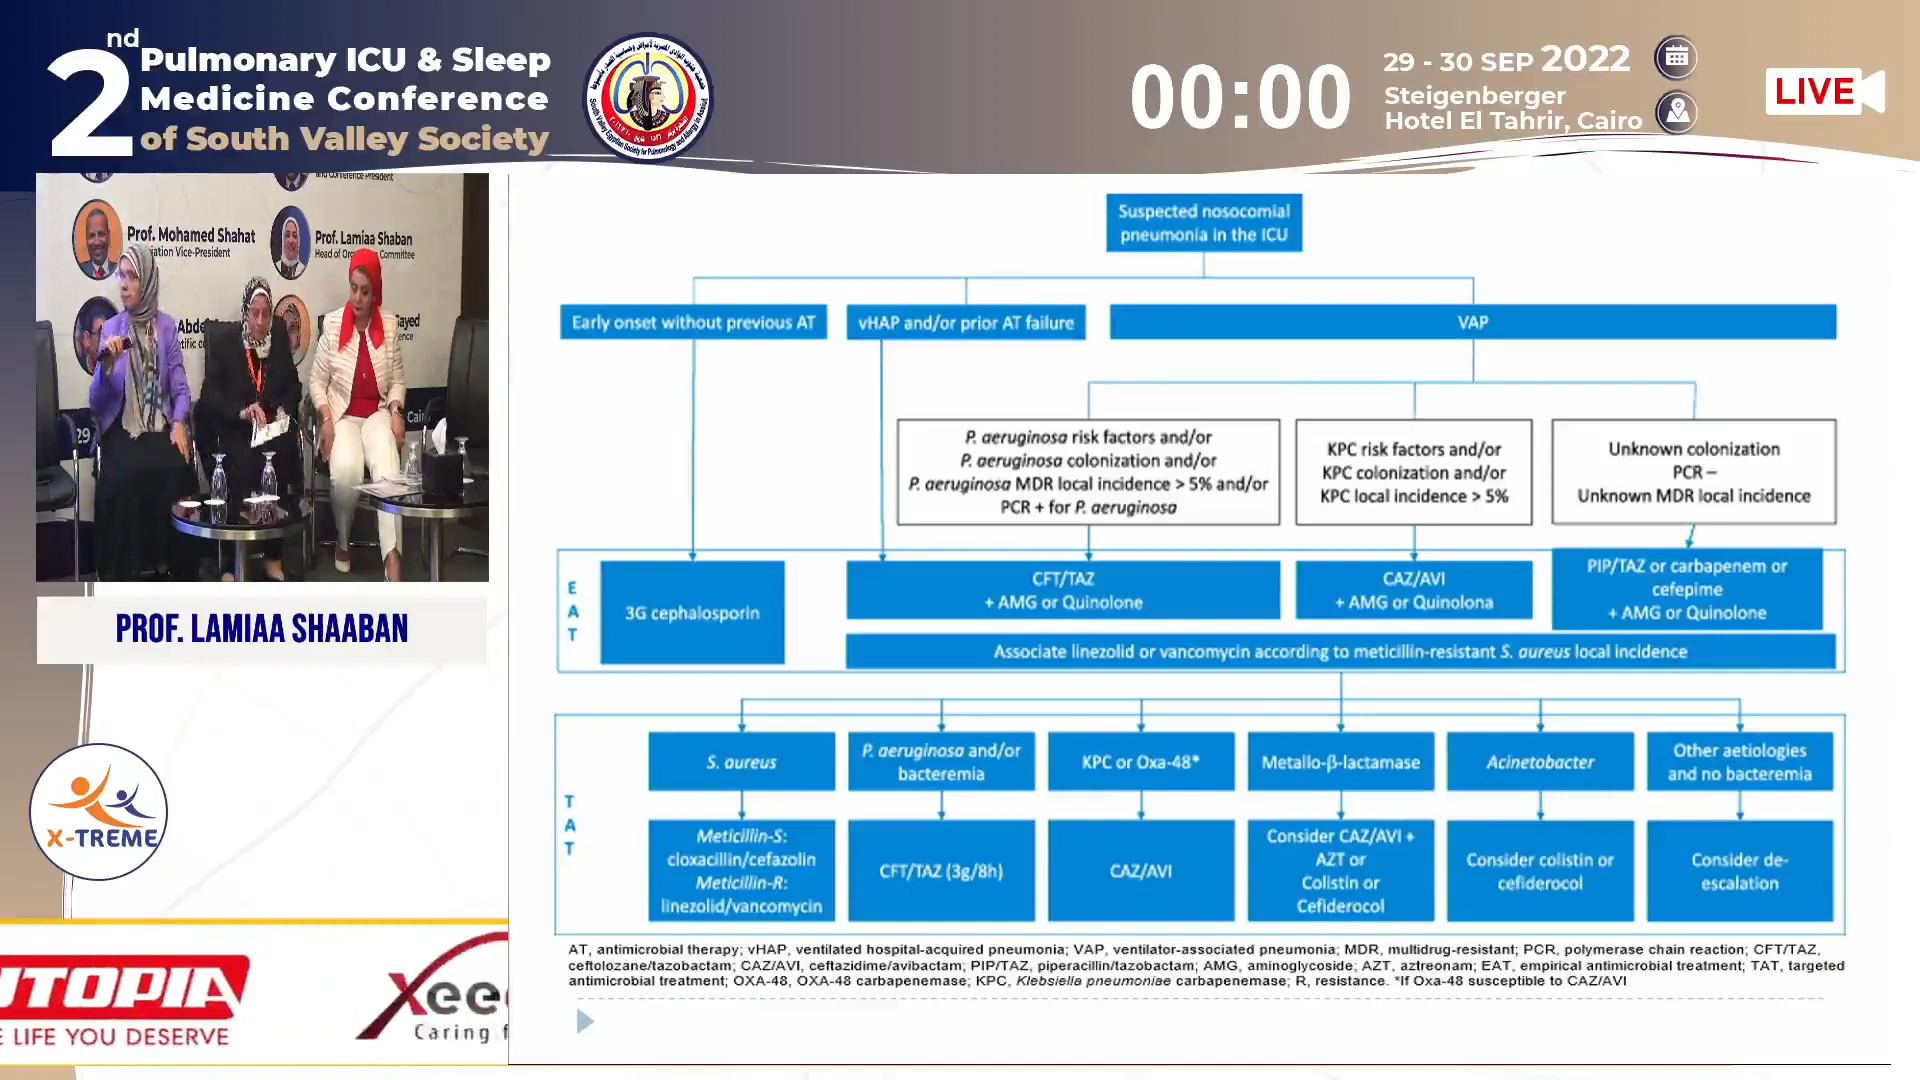 2nd
Pulmonary ICU & Sleep
Medicine Conference
of South Valley Society
00:00
29 - 30 SEP 2022
Steigenberger
Hotel El Tahrir, Cairo
LIVE
and Conference President
Prof. Mohamed Shahat
iation Vice-President
Prof. Lamiaa Shaban
29
PROF. LAMIAA SHAABAN
X-TREME
UTOPIA
LIFE YOU DESERVE
Xee
Caring f
Suspected nosocomial
pneumonia in the ICU
Early onset without previous AT
vHAP and/or prior AT failure
VAP
P. aeruginosa risk factors and/or
P. aeruginosa colonization and/or
P. aeruginosa MDR local incidence > 5% and/or
PCR + for P. aeruginosa
KPC risk factors and/or
KPC colonization and/or
KPC local incidence > 5%
Unknown colonization
PCR –
Unknown MDR local incidence
E
A
T
3G cephalosporin
CFT/TAZ
+ AMG or Quinolone
CAZ/AVI
+ AMG or Quinolona
PIP/TAZ or carbapenem or
cefepime
+ AMG or Quinolone
Associate linezolid or vancomycin according to meticillin-resistant S. aureus local incidence
T
A
T
S. aureus
P. aeruginosa and/or
bacteremia
KPC or Oxa-48*
Metallo-β-lactamase
Acinetobacter
Other aetiologies
and no bacteremia
Meticillin-S:
cloxacillin/cefazolin
Meticillin-R:
linezolid/vancomycin
CFT/TAZ (3g/8h)
CAZ/AVI
Consider CAZ/AVI +
AZT or
Colistin or
Cefiderocol
Consider colistin or
cefiderocol
Consider de-
escalation
AT, antimicrobial therapy; vHAP, ventilated hospital-acquired pneumonia; VAP, ventilator-associated pneumonia; MDR, multidrug-resistant; PCR, polymerase chain reaction; CFT/TAZ,
ceftolozane/tazobactam; CAZ/AVI, ceftazidime/avibactam; PIP/TAZ, piperacillin/tazobactam; AMG, aminoglycoside; AZT, aztreonam; EAT, empirical antimicrobial treatment; TAT, targeted
antimicrobial treatment; OXA-48, OXA-48 carbapenemase; KPC, Klebsiella pneumoniae carbapenemase; R, resistance. *If Oxa-48 susceptible to CAZ/AVI